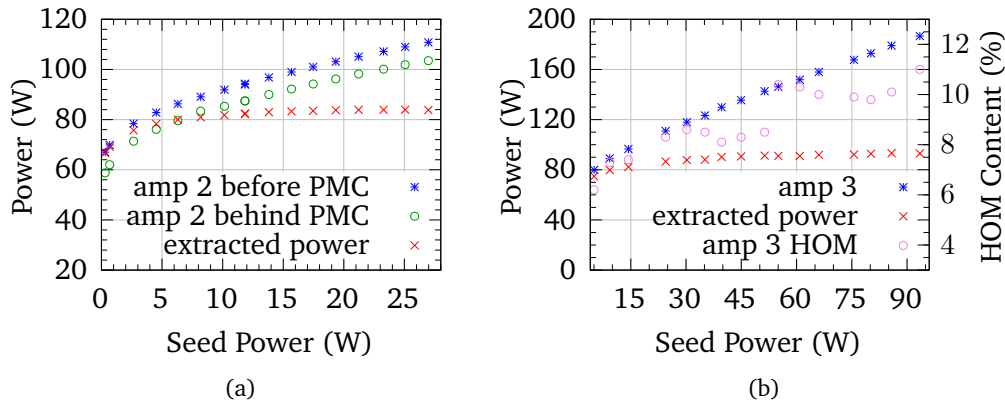 120
100
80
60
40
20
Power (W)
amp 2 before PMC
amp 2 behind PMC
extracted power
0 5 10 15 20 25
Seed Power (W)
(a)
200
160
120
80
40
0
Power (W)
amp 3
extracted power
amp 3 HOM
12
10
8
6
4
HOM Content (%)
15 30 45 60 75 90
Seed Power (W)
(b)